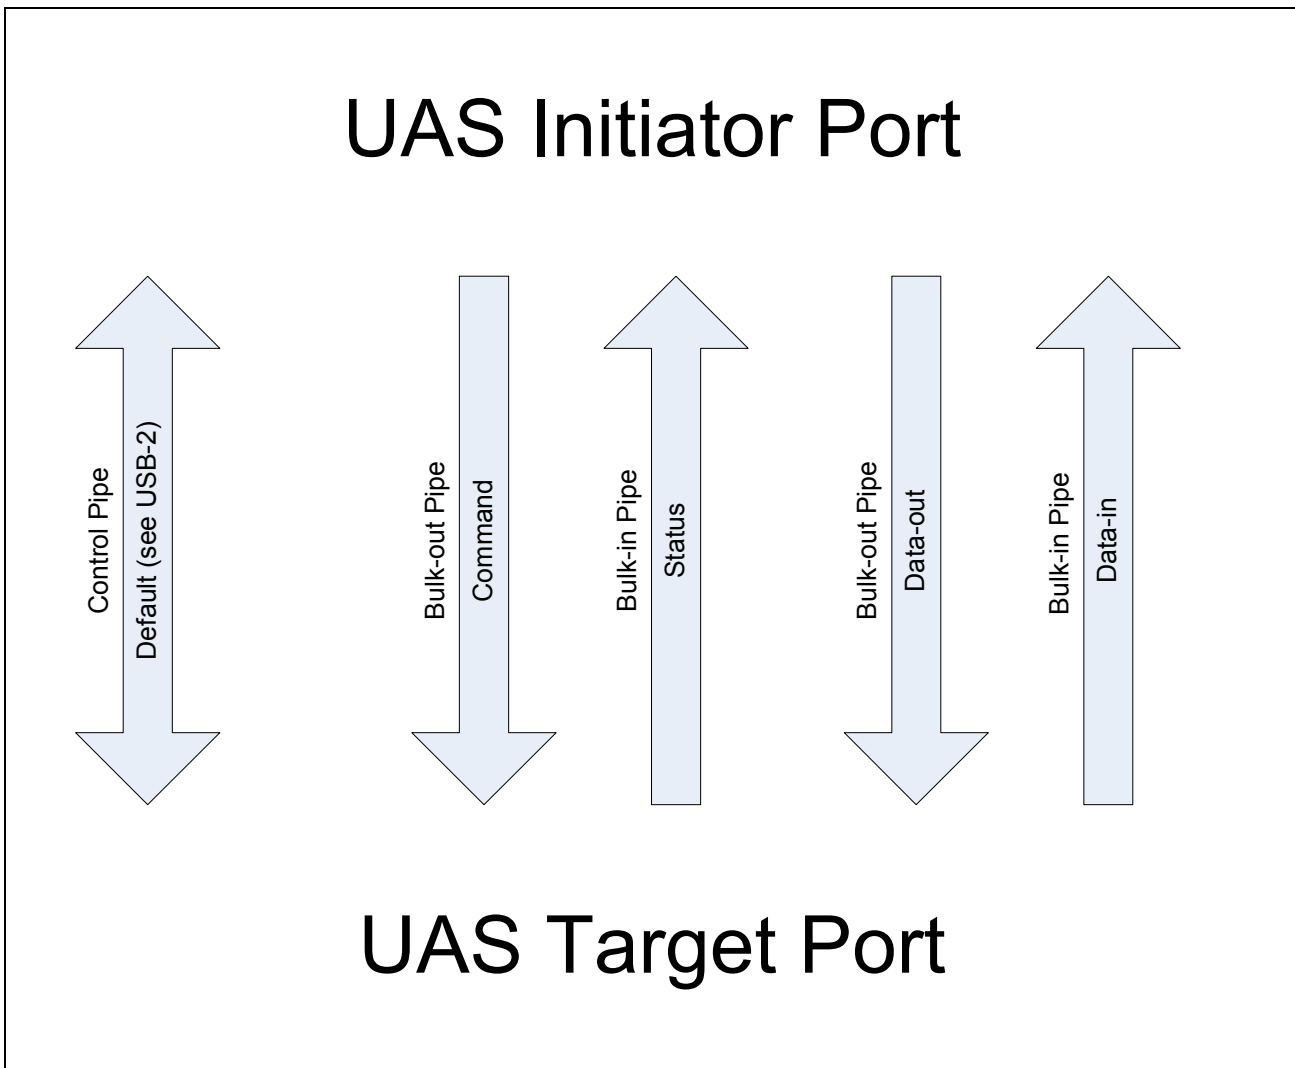 UAS Initiator Port
Control Pipe
Default (see USB-2)
Bulk-out Pipe
Command
Bulk-in Pipe
Status
Bulk-out Pipe
Data-out
Bulk-in Pipe
Data-in
UAS Target Port